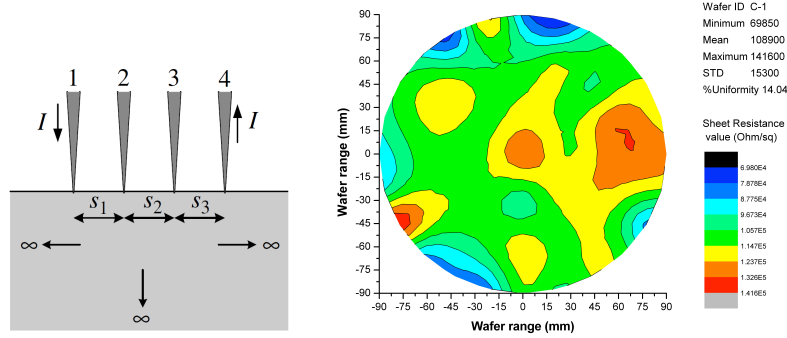 1 2 3 4
I I
s1 s2 s3
∞ ∞
∞
90
75
60
45
30
15
0
-15
-30
-45
-60
-75
-90
Wafer range (mm)
-90 -75 -60 -45 -30 -15 0 15 30 45 60 75 90
Wafer range (mm)
Wafer ID C-1
Minimum 69850
Mean 108900
Maximum 141600
STD 15300
%Uniformity 14.04
Sheet Resistance
value (Ohm/sq)
6.980E4
7.878E4
8.775E4
9.673E4
1.057E5
1.147E5
1.237E5
1.326E5
1.416E5